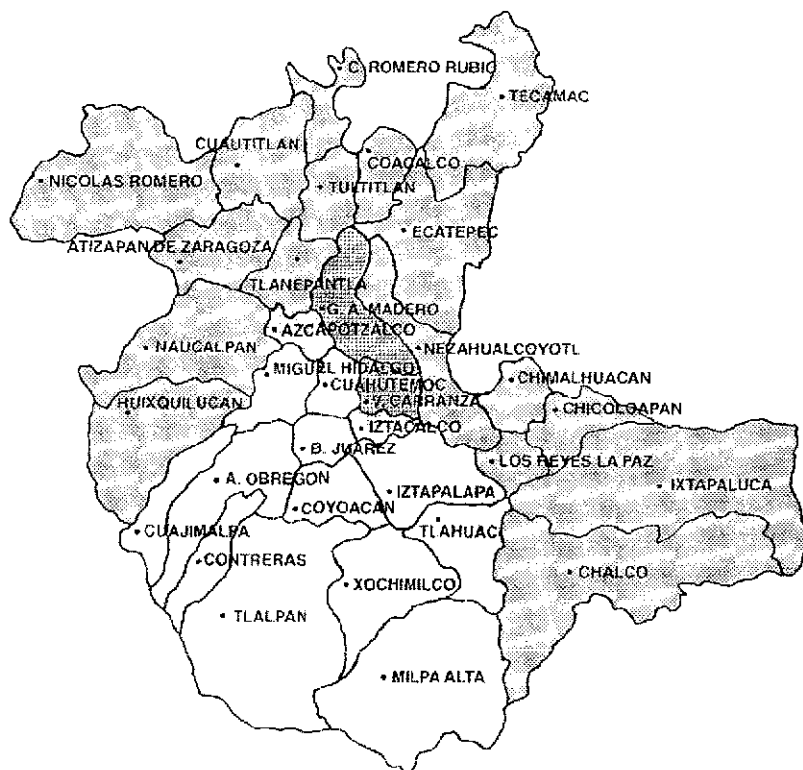 C. ROMERO RUBIO
TECAMAC
CUAUTITLAN
COACALCO
NICOLAS ROMERO
TULTITLAN
ECATEPEC
ATIZAPAN DE ZARAGOZA
TLANEPANTLA
G. A. MADERO
AZCAPOTZALCO
NAUCALPAN
NEZAHUALCOYOTL
MIGUEL HIDALGO
CUAHUTEMOC
CHIMALHUACAN
HUIXQUILUCAN
V. CARRANZA
CHICOLOAPAN
IZTACALCO
B. JUAREZ
LOS REYES LA PAZ
A. OBREGON
IZTAPALAPA
IXTAPALUCA
COYOACAN
TLAHUAC
CUAJIMALPA
CONTRERAS
CHALCO
XOCHIMILCO
TLALPAN
MILPA ALTA